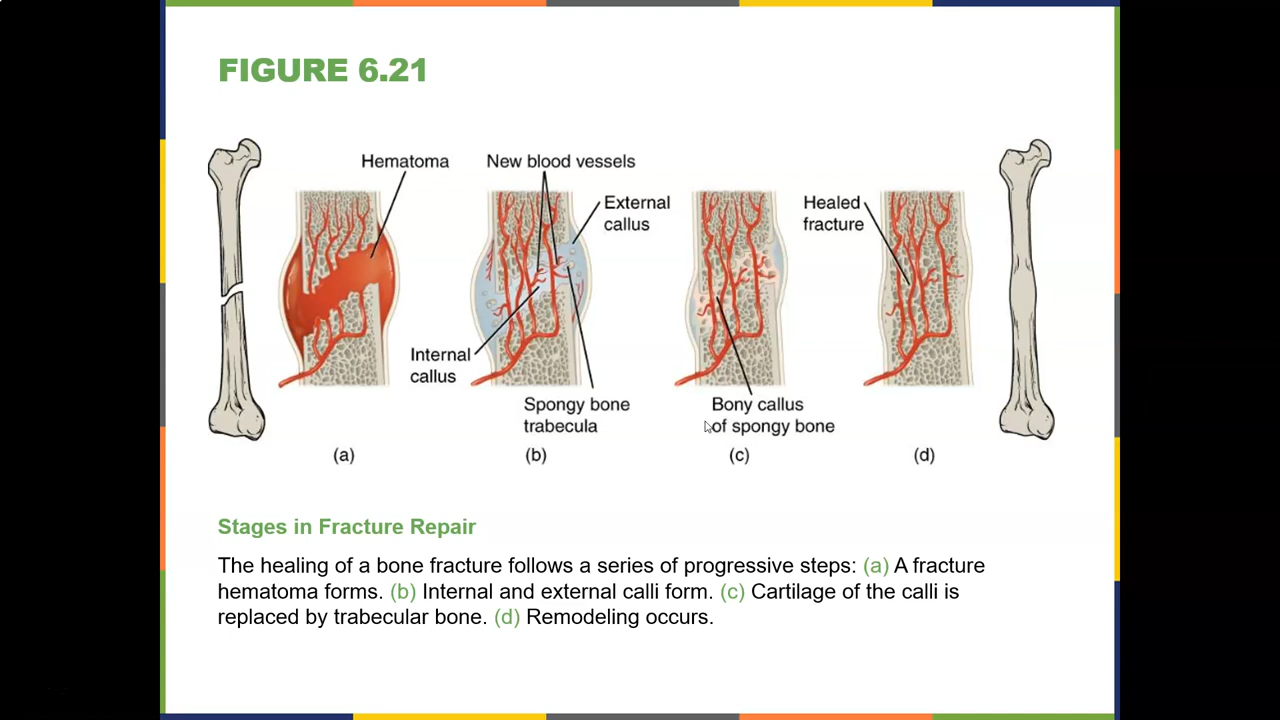 FIGURE 6.21
Hematoma
New blood vessels
External
callus
Healed
fracture
Internal
callus
Spongy bone
trabecula
Bony callus
of spongy bone
(a)
(b)
(c)
(d)
Stages in Fracture Repair
The healing of a bone fracture follows a series of progressive steps: (a) A fracture
hematoma forms. (b) Internal and external calli form. (c) Cartilage of the calli is
replaced by trabecular bone. (d) Remodeling occurs.